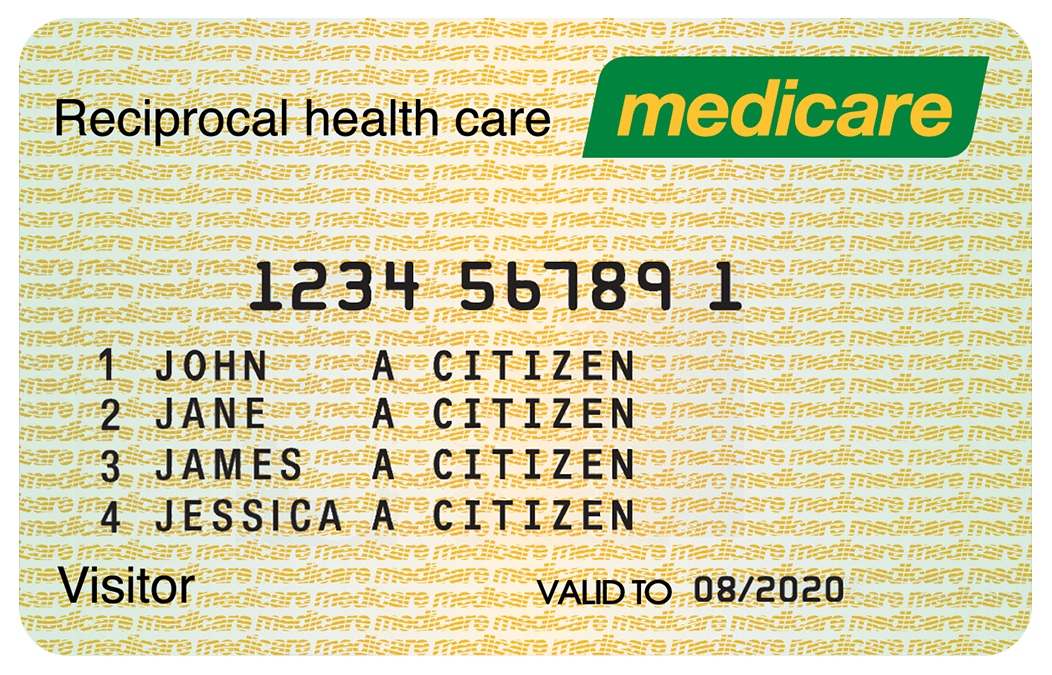 Reciprocal health care medicare
1234 56789 1
1 JOHN A CITIZEN
2 JANE A CITIZEN
3 JAMES A CITIZEN
4 JESSICA A CITIZEN
Visitor VALID TO 08/2020